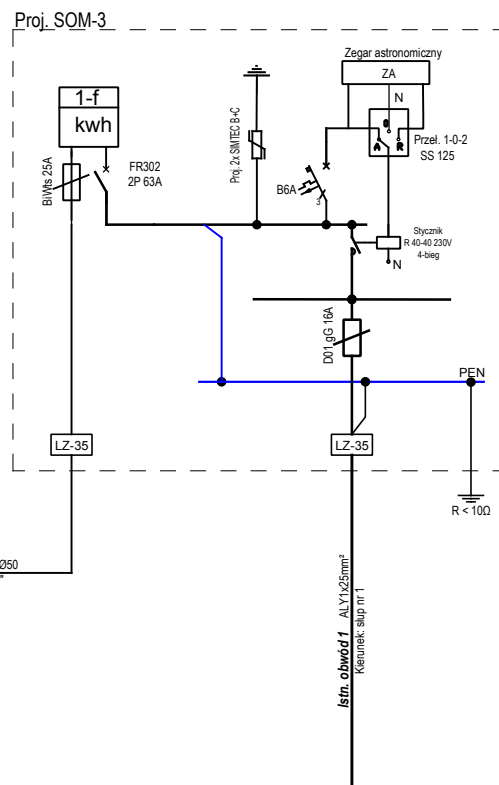 Proj. SOM-3
Zegar astronomiczny
ZA
N
1-f
kwh
0
A
R
Przeł. 1-0-2
SS 125
BiWts 25A
FR302
2P 63A
Proj. 2x SIMTEC B+C
B6A
3
Stycznik
R 40-40 230V
4-bieg
N
D01 gG 16A
PEN
LZ-35
LZ-35
R < 10Ω
Ø50
Istn. obwód 1 ALY1x25mm²
Kierunek: słup nr 1